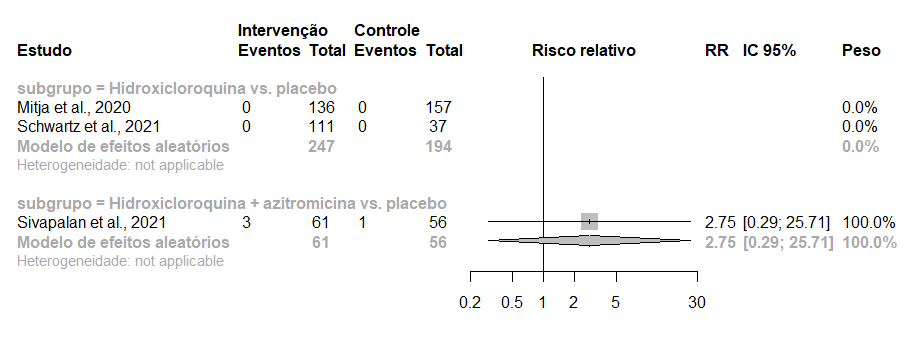 Intervenção Controle
Estudo Eventos Total Eventos Total Risco relativo RR IC 95% Peso
subgrupo = Hidroxicloroquina vs. placebo
Mitja et al., 2020 0 136 0 157 0.0%
Schwartz et al., 2021 0 111 0 37 0.0%
Modelo de efeitos aleatórios 247 194 0.0%
Heterogeneidade: not applicable
subgrupo = Hidroxicloroquina + azitromicina vs. placebo
Sivapalan et al., 2021 3 61 1 56 2.75 [0.29; 25.71] 100.0%
Modelo de efeitos aleatórios 61 56 2.75 [0.29; 25.71] 100.0%
Heterogeneidade: not applicable
0.2 0.5 1 2 5 30